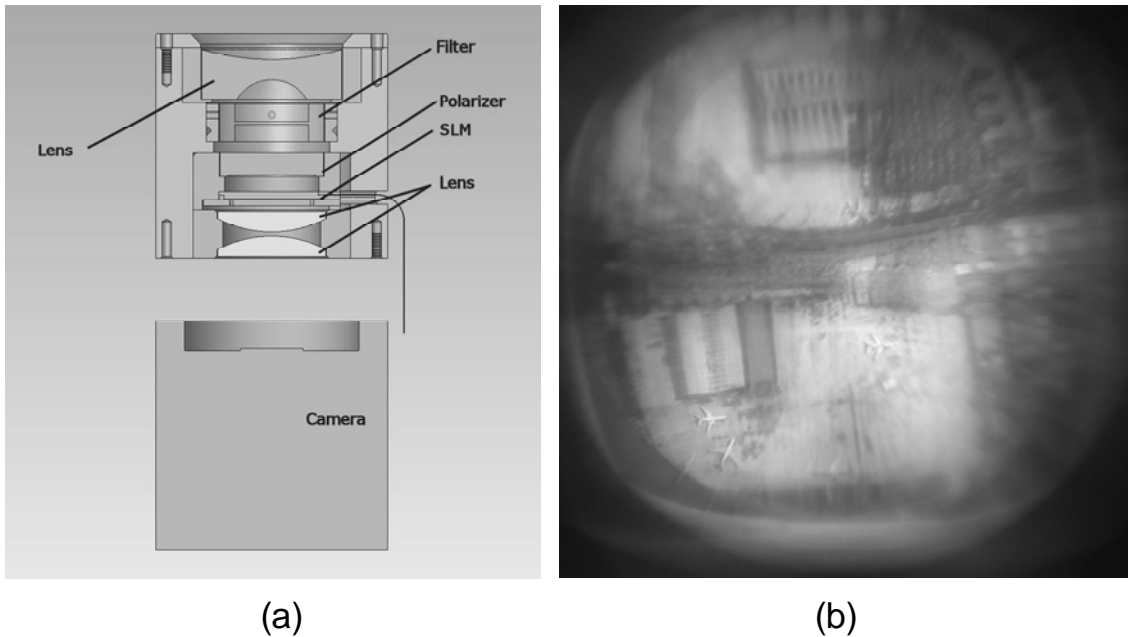 Filter
Polarizer
SLM
Lens
Lens
Camera
(a)
(b)